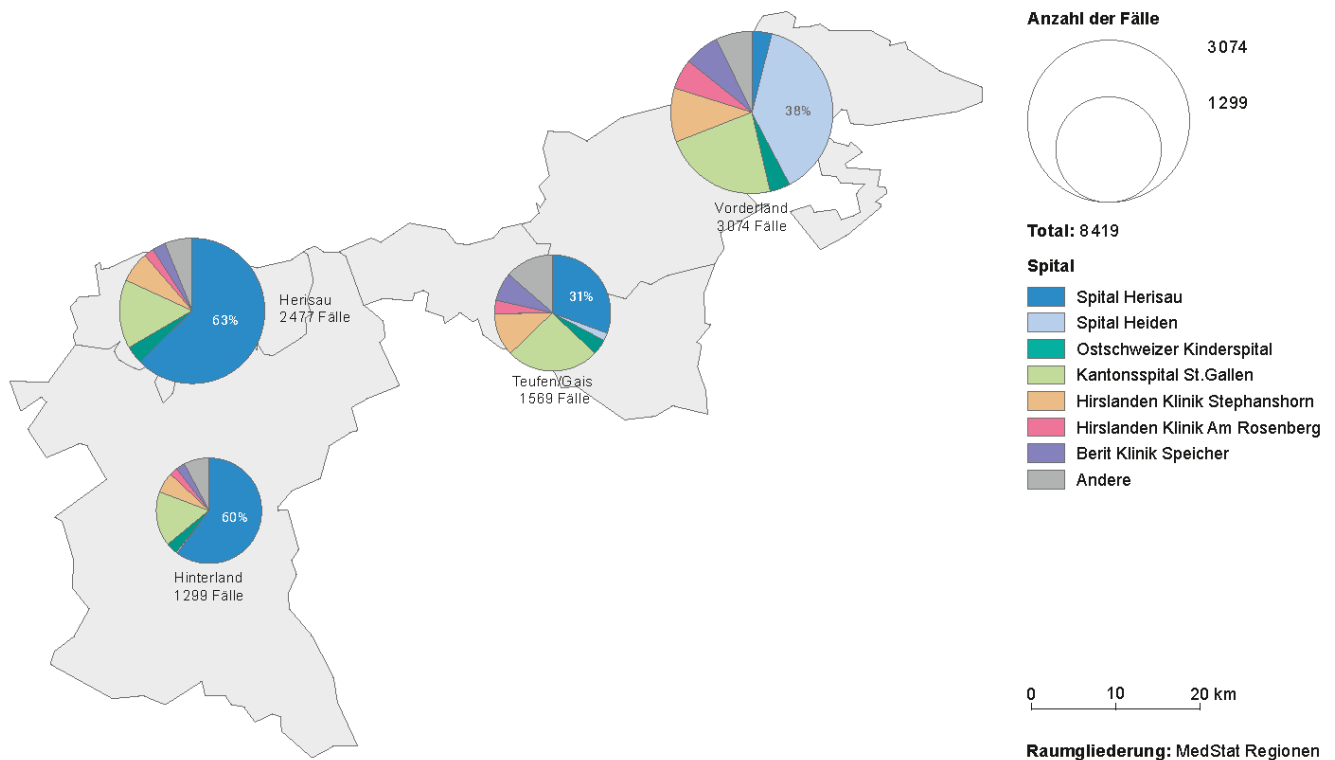 Anzahl der Fälle
3074
1299
38%
Vorderland
3074 Fälle
Total: 8419
Spital
Spital Herisau
Spital Heiden
Ostschweizer Kinderspital
Kantonsspital St.Gallen
Hirslanden Klinik Stephanshorn
Hirslanden Klinik Am Rosenberg
Berit Klinik Speicher
Andere
63%
Herisau
2477 Fälle
31%
Teufen/Gais
1569 Fälle
60%
Hinterland
1299 Fälle
0 10 20 km
Raumgliederung: MedStat Regionen